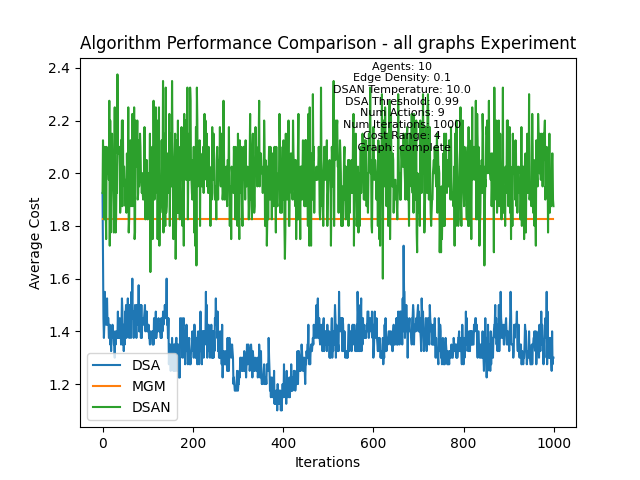 Algorithm Performance Comparison - all graphs Experiment
Agents: 10
Edge Density: 0.1
DSAN Temperature: 10.0
DSA Threshold: 0.99
Num Actions: 9
Num Iterations: 1000
Cost Range: 4
Graph: complete
Average Cost
2.4
2.2
2.0
1.8
1.6
1.4
1.2
DSA
MGM
DSAN
0
200
400
600
800
1000
Iterations